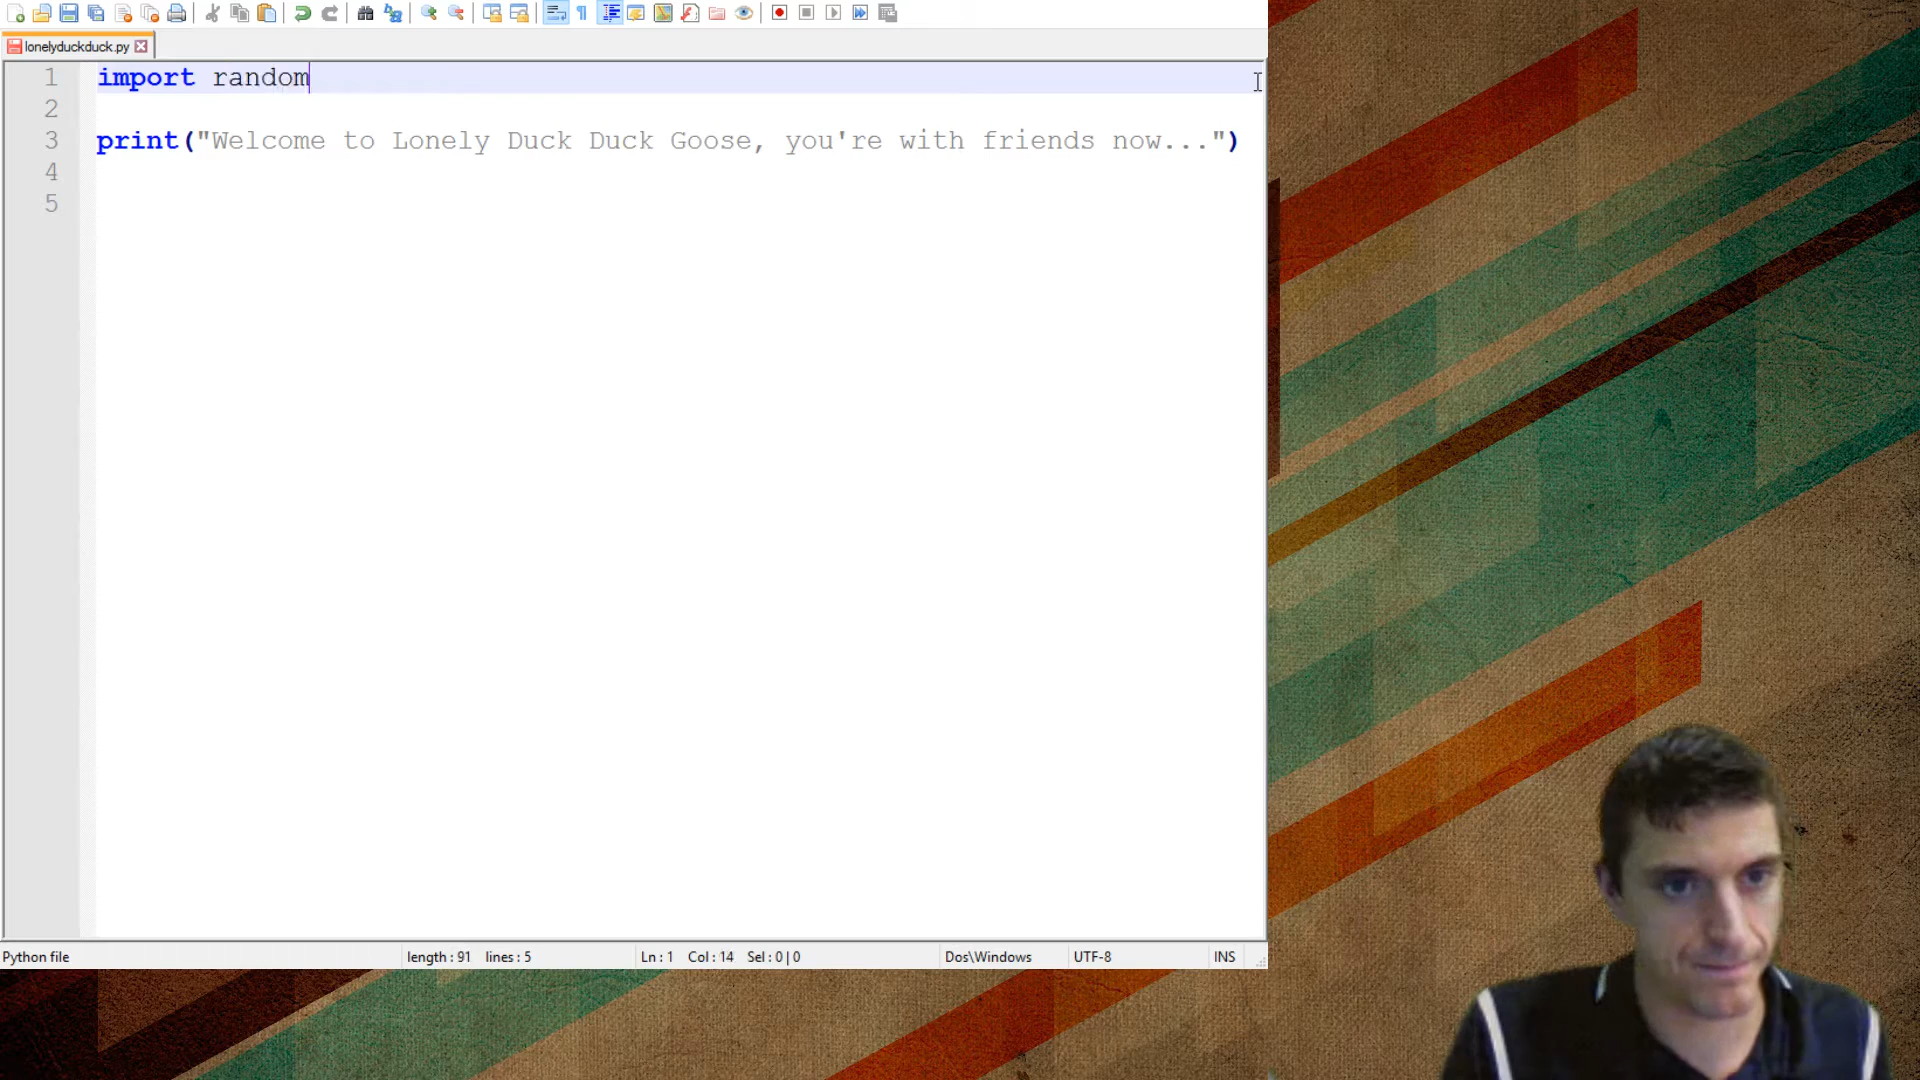 lonelyduckduck.py
1 import random
2
3 print("Welcome to Lonely Duck Duck Goose, you're with friends now...")
4
5
Python file length : 91 lines : 5 Ln : 1 Col : 14 Sel : 0 | 0 Dos\Windows UTF-8 INS